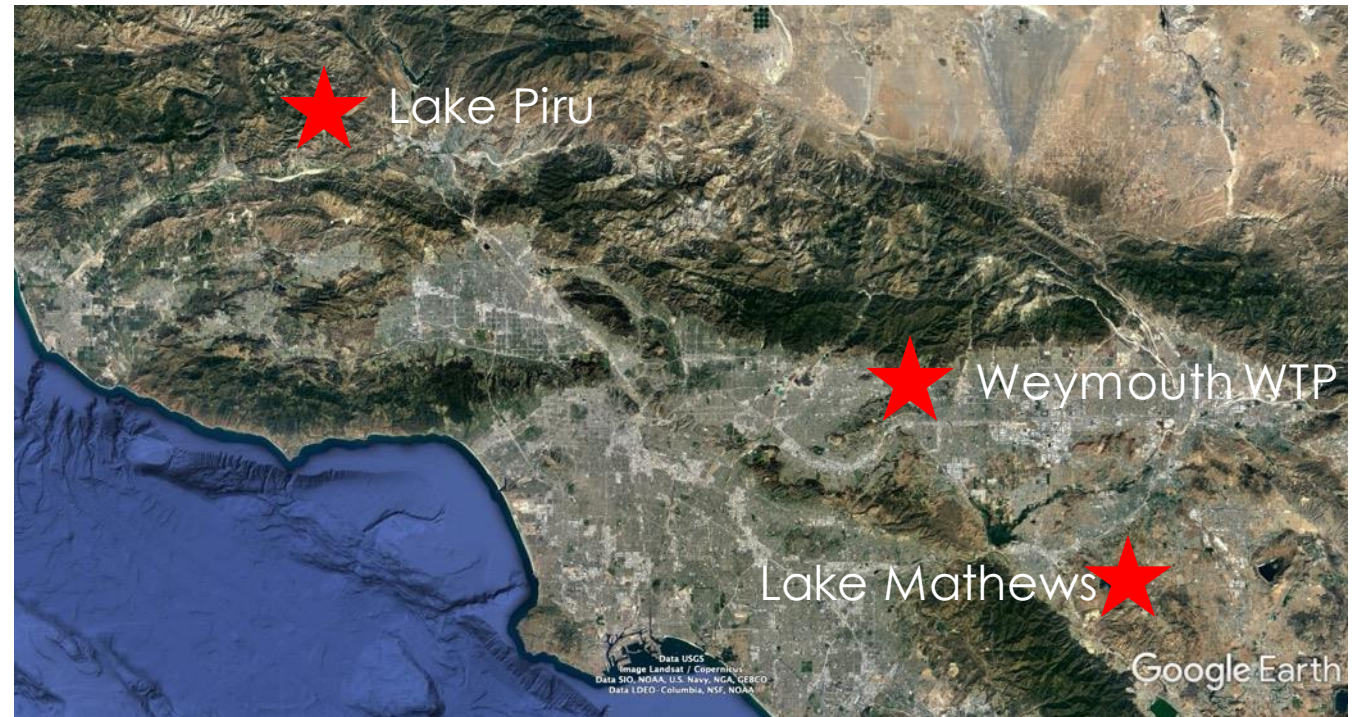 Lake Piru
Weymouth WTP
Lake Mathews
Data USGS
Image Landsat / Copernicus
Data SIO, NOAA, U.S. Navy, NGA, GEBCO
Data LDEO-Columbia, NSF, NOAA
Google Earth